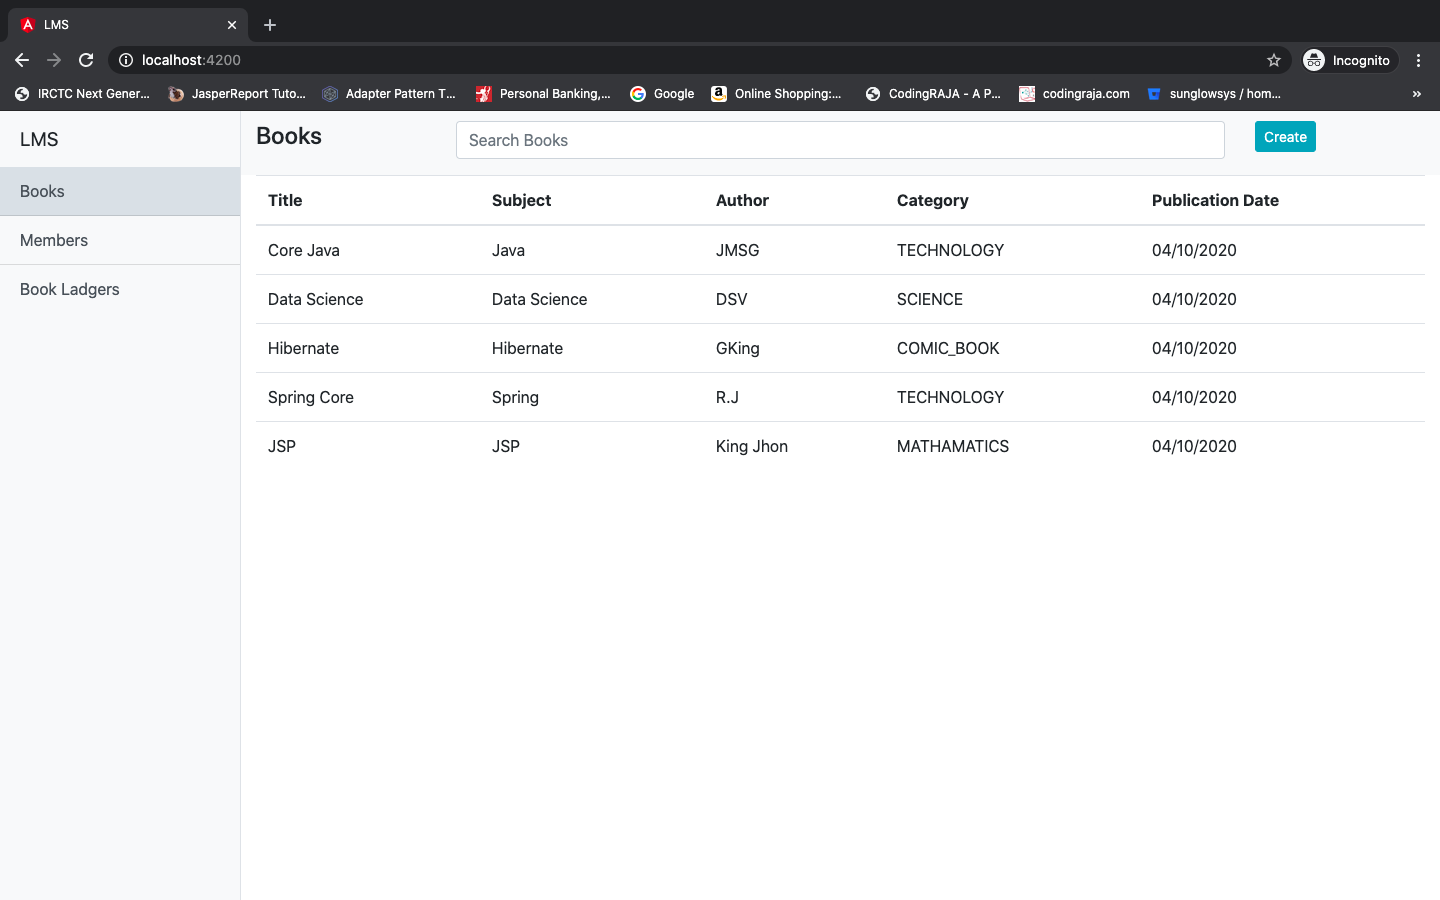 LMS
localhost:4200
Incognito
IRCTC Next Gener... JasperReport Tuto... Adapter Pattern T... Personal Banking,... Google Online Shopping:... CodingRAJA - A P... codingraja.com sunglowsys / hom... »
LMS
Books
Members
Book Ladgers
Books
Search Books
Create
Title Subject Author Category Publication Date
Core Java Java JMSG TECHNOLOGY 04/10/2020
Data Science Data Science DSV SCIENCE 04/10/2020
Hibernate Hibernate GKing COMIC_BOOK 04/10/2020
Spring Core Spring R.J TECHNOLOGY 04/10/2020
JSP JSP King Jhon MATHAMATICS 04/10/2020